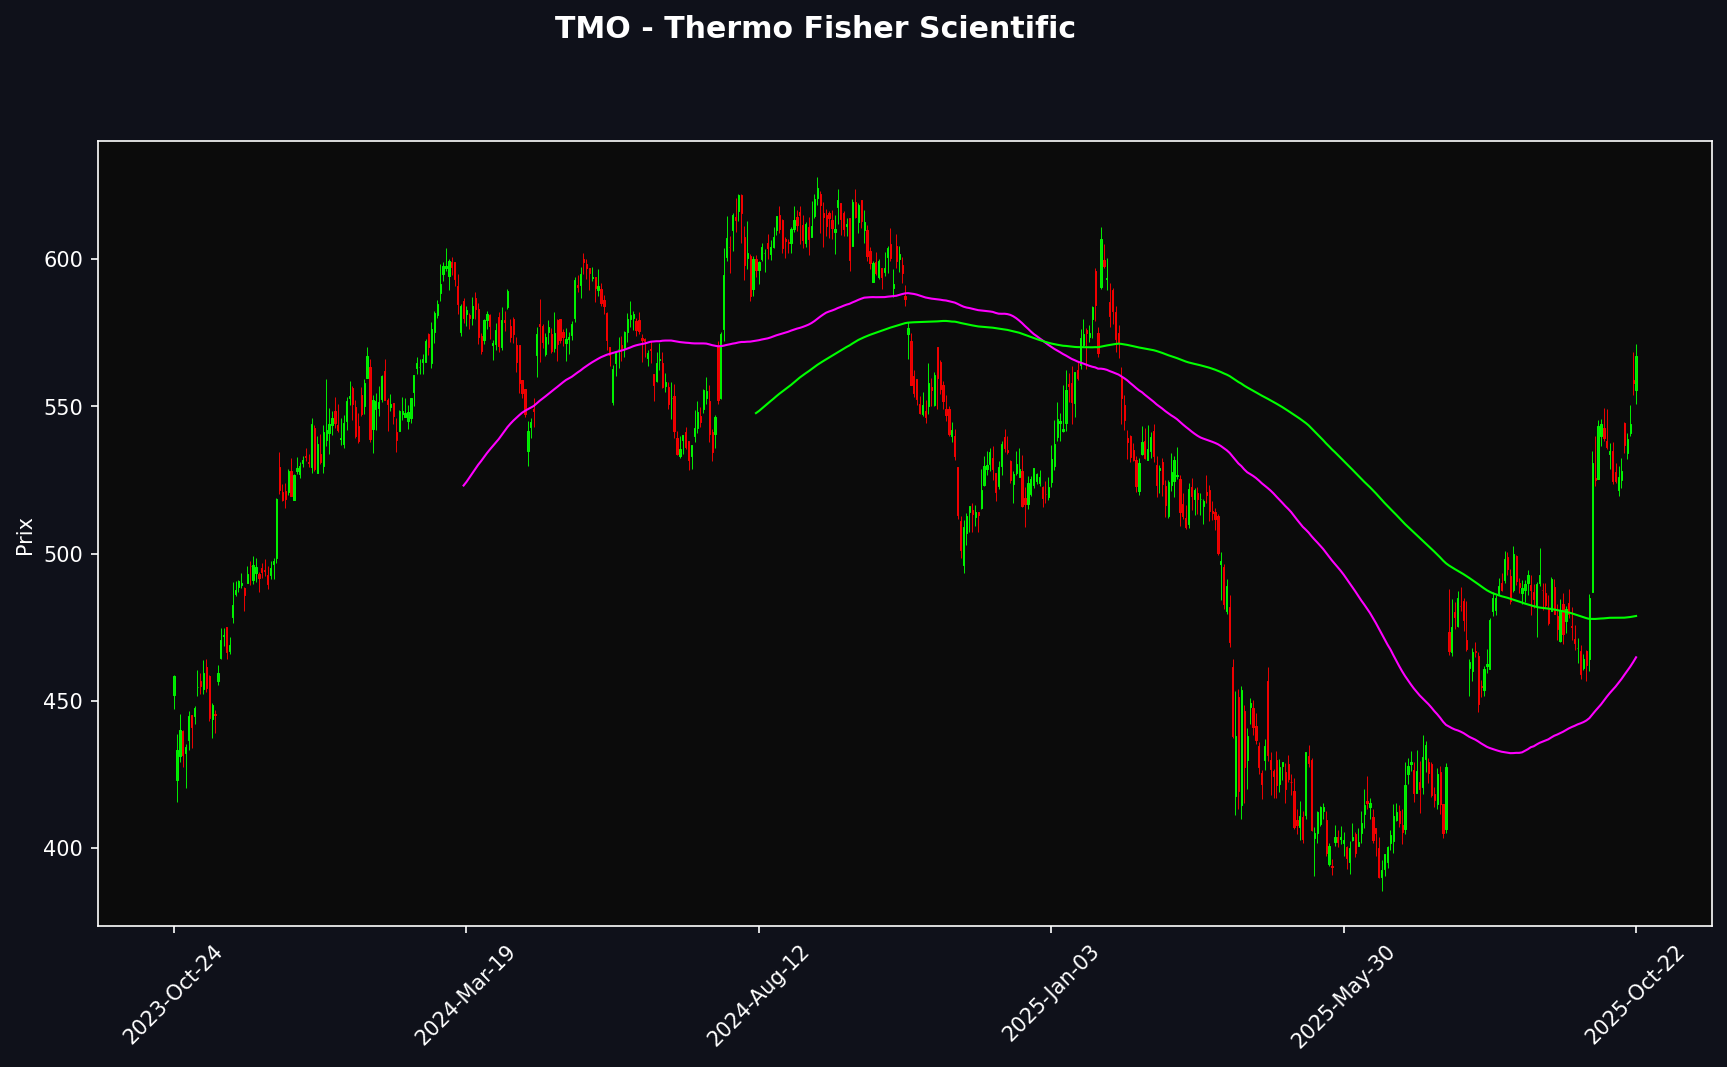 TMO - Thermo Fisher Scientific
Prix
600
550
500
450
400
2023-Oct-24
2024-Mar-19
2024-Aug-12
2025-Jan-03
2025-May-30
2025-Oct-22